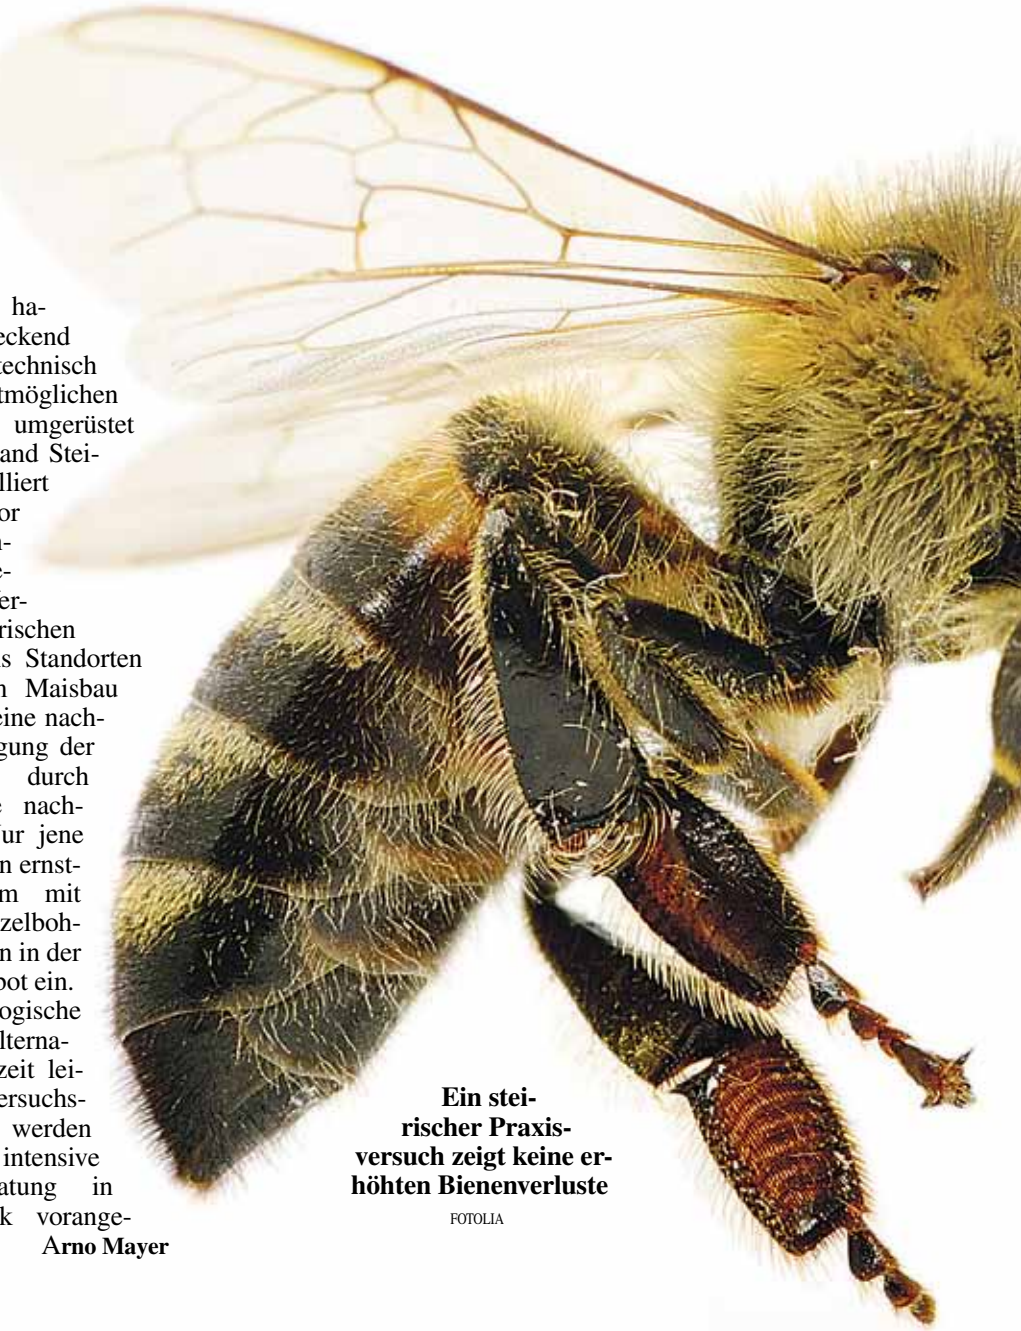 ha-
eckend
technisch
tmöglichen
umgerüstet
and Stei-
lliert
or
n-
e-
er-
rischen
s Standorten
n Maisbau
eine nach-
gung der
durch
e nach-
ur jene
n ernst-
m mit
zelboh-
n in der
bot ein.
ogische
lterna-
zeit lei-
ersuchs-
werden
intensive
atung in
k vorange-
Arno Mayer
Ein stei-
rischer Praxis-
versuch zeigt keine er-
höhten Bienenverluste
FOTOLIA